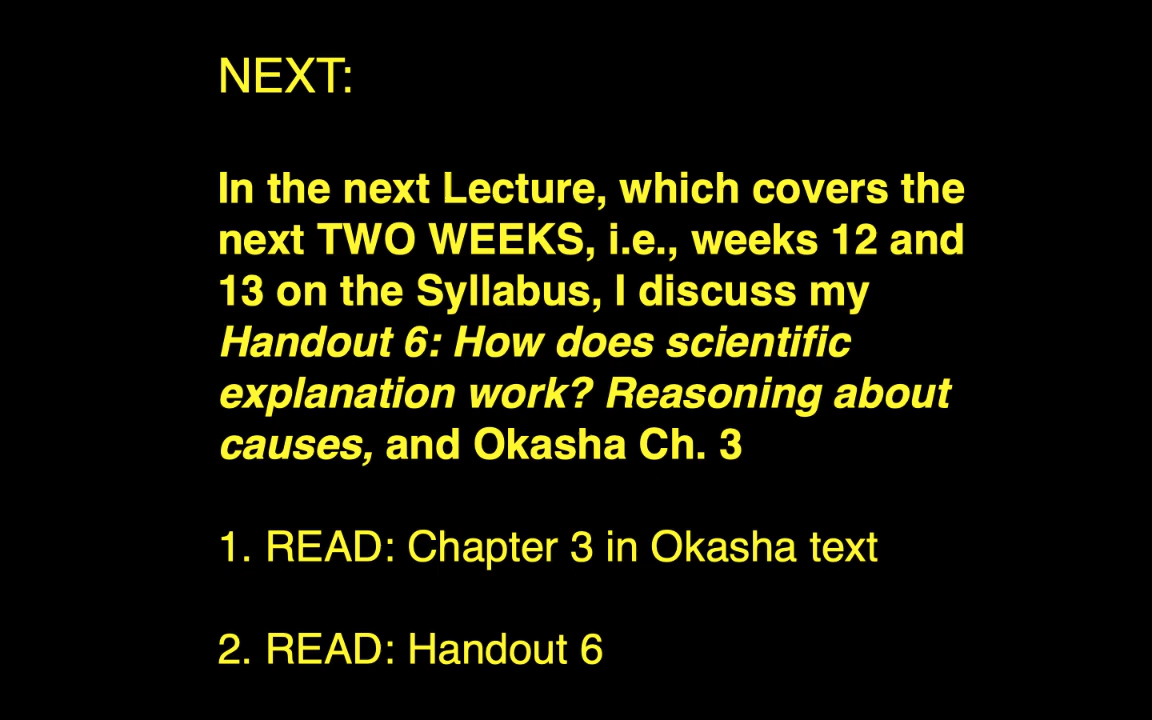 NEXT:
In the next Lecture, which covers the
next TWO WEEKS, i.e., weeks 12 and
13 on the Syllabus, I discuss my
Handout 6: How does scientific
explanation work? Reasoning about
causes, and Okasha Ch. 3
1. READ: Chapter 3 in Okasha text
2. READ: Handout 6